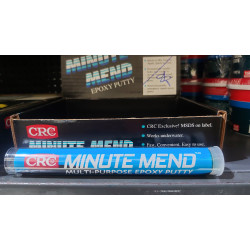 MINUTE
MEND
EPOXY PUTTY
CRC
MINUTE MEND
CRC Exclusive! MSDS on label.
Works underwater.
Fast, Convenient, Easy to use.
CRC MINUTE MEND
MULTI-PURPOSE EPOXY PUTTY